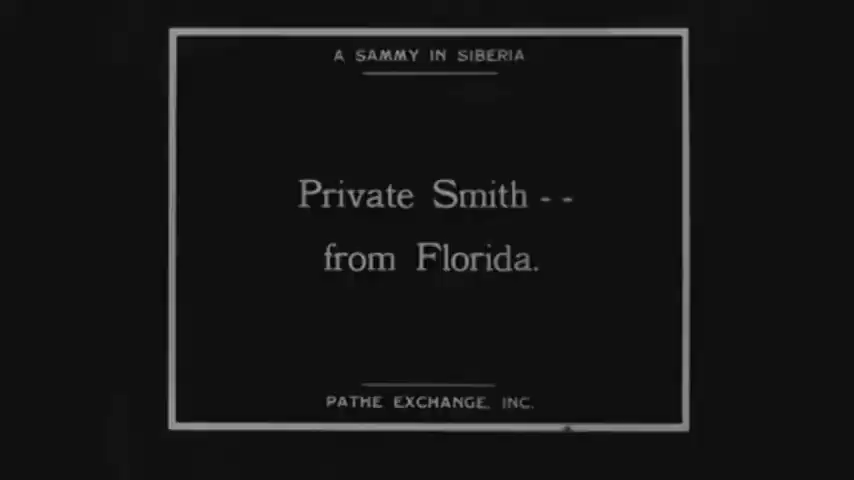 A SAMMY IN SIBERIA
Private Smith - -
from Florida.
PATHE EXCHANGE, INC.